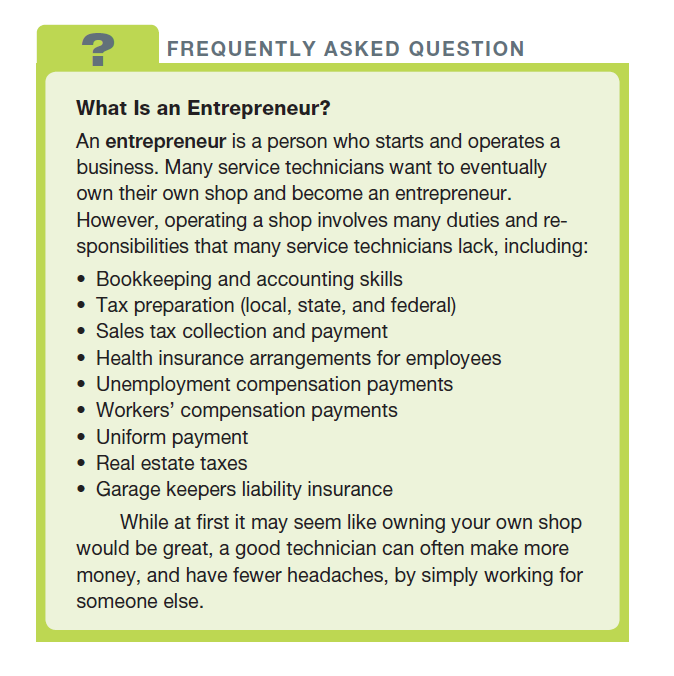 ?
FREQUENTLY ASKED QUESTION
What Is an Entrepreneur?
An entrepreneur is a person who starts and operates a
business. Many service technicians want to eventually
own their own shop and become an entrepreneur.
However, operating a shop involves many duties and re-
sponsibilities that many service technicians lack, including:
• Bookkeeping and accounting skills
• Tax preparation (local, state, and federal)
• Sales tax collection and payment
• Health insurance arrangements for employees
• Unemployment compensation payments
• Workers’ compensation payments
• Uniform payment
• Real estate taxes
• Garage keepers liability insurance
While at first it may seem like owning your own shop
would be great, a good technician can often make more
money, and have fewer headaches, by simply working for
someone else.